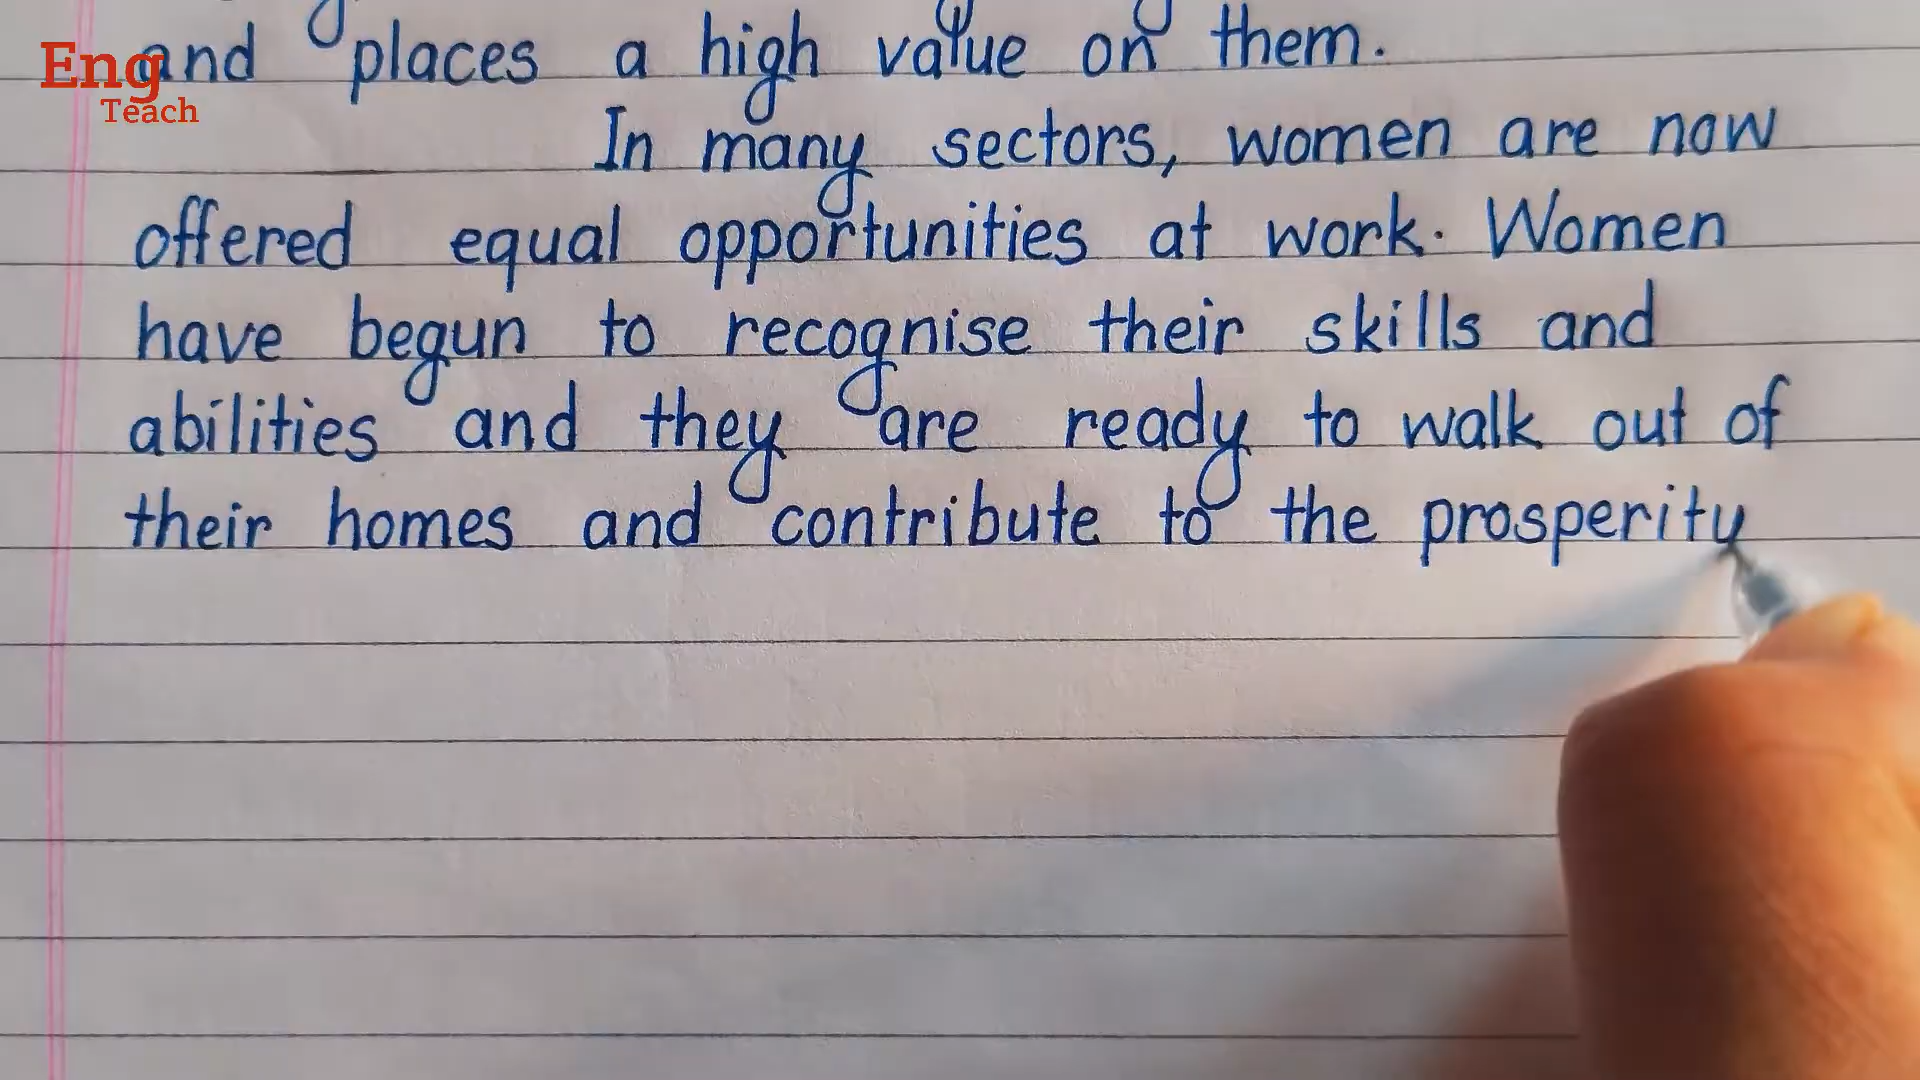 Eng
Teach
and places a high value on them.
In many sectors, women are now
offered equal opportunities at work. Women
have begun to recognise their skills and
abilities and they are ready to walk out of
their homes and contribute to the prosperity